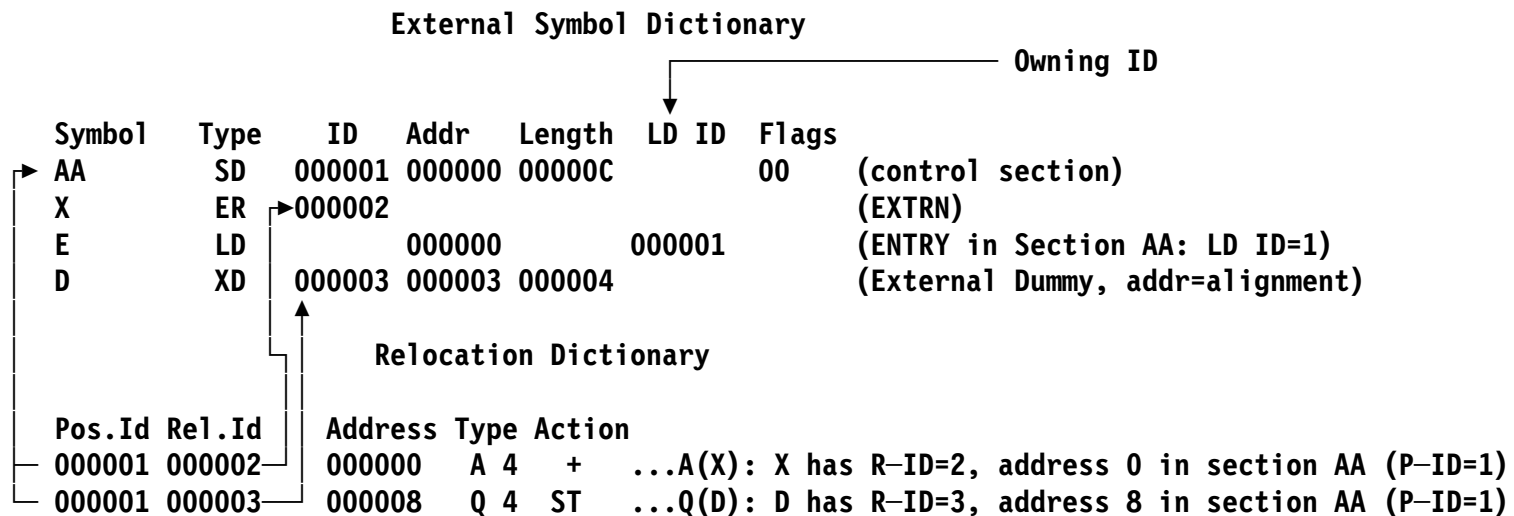 External Symbol Dictionary
Owning ID
Symbol Type ID Addr Length LD ID Flags
AA SD 000001 000000 00000C 00 (control section)
X ER 000002 (EXTRN)
E LD 000000 000001 (ENTRY in Section AA: LD ID=1)
D XD 000003 000003 000004 (External Dummy, addr=alignment)
Relocation Dictionary
Pos.Id Rel.Id Address Type Action
000001 000002 000000 A 4 + ...A(X): X has R–ID=2, address 0 in section AA (P–ID=1)
000001 000003 000008 Q 4 ST ...Q(D): D has R–ID=3, address 8 in section AA (P–ID=1)